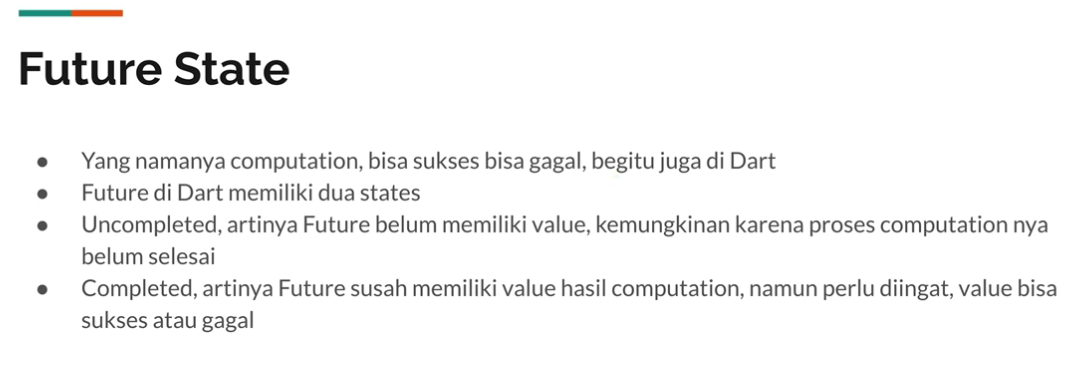 Future State
● Yang namanya computation, bisa sukses bisa gagal, begitu juga di Dart
● Future di Dart memiliki dua states
● Uncompleted, artinya Future belum memiliki value, kemungkinan karena proses computation nya
belum selesai
● Completed, artinya Future susah memiliki value hasil computation, namun perlu diingat, value bisa
sukses atau gagal